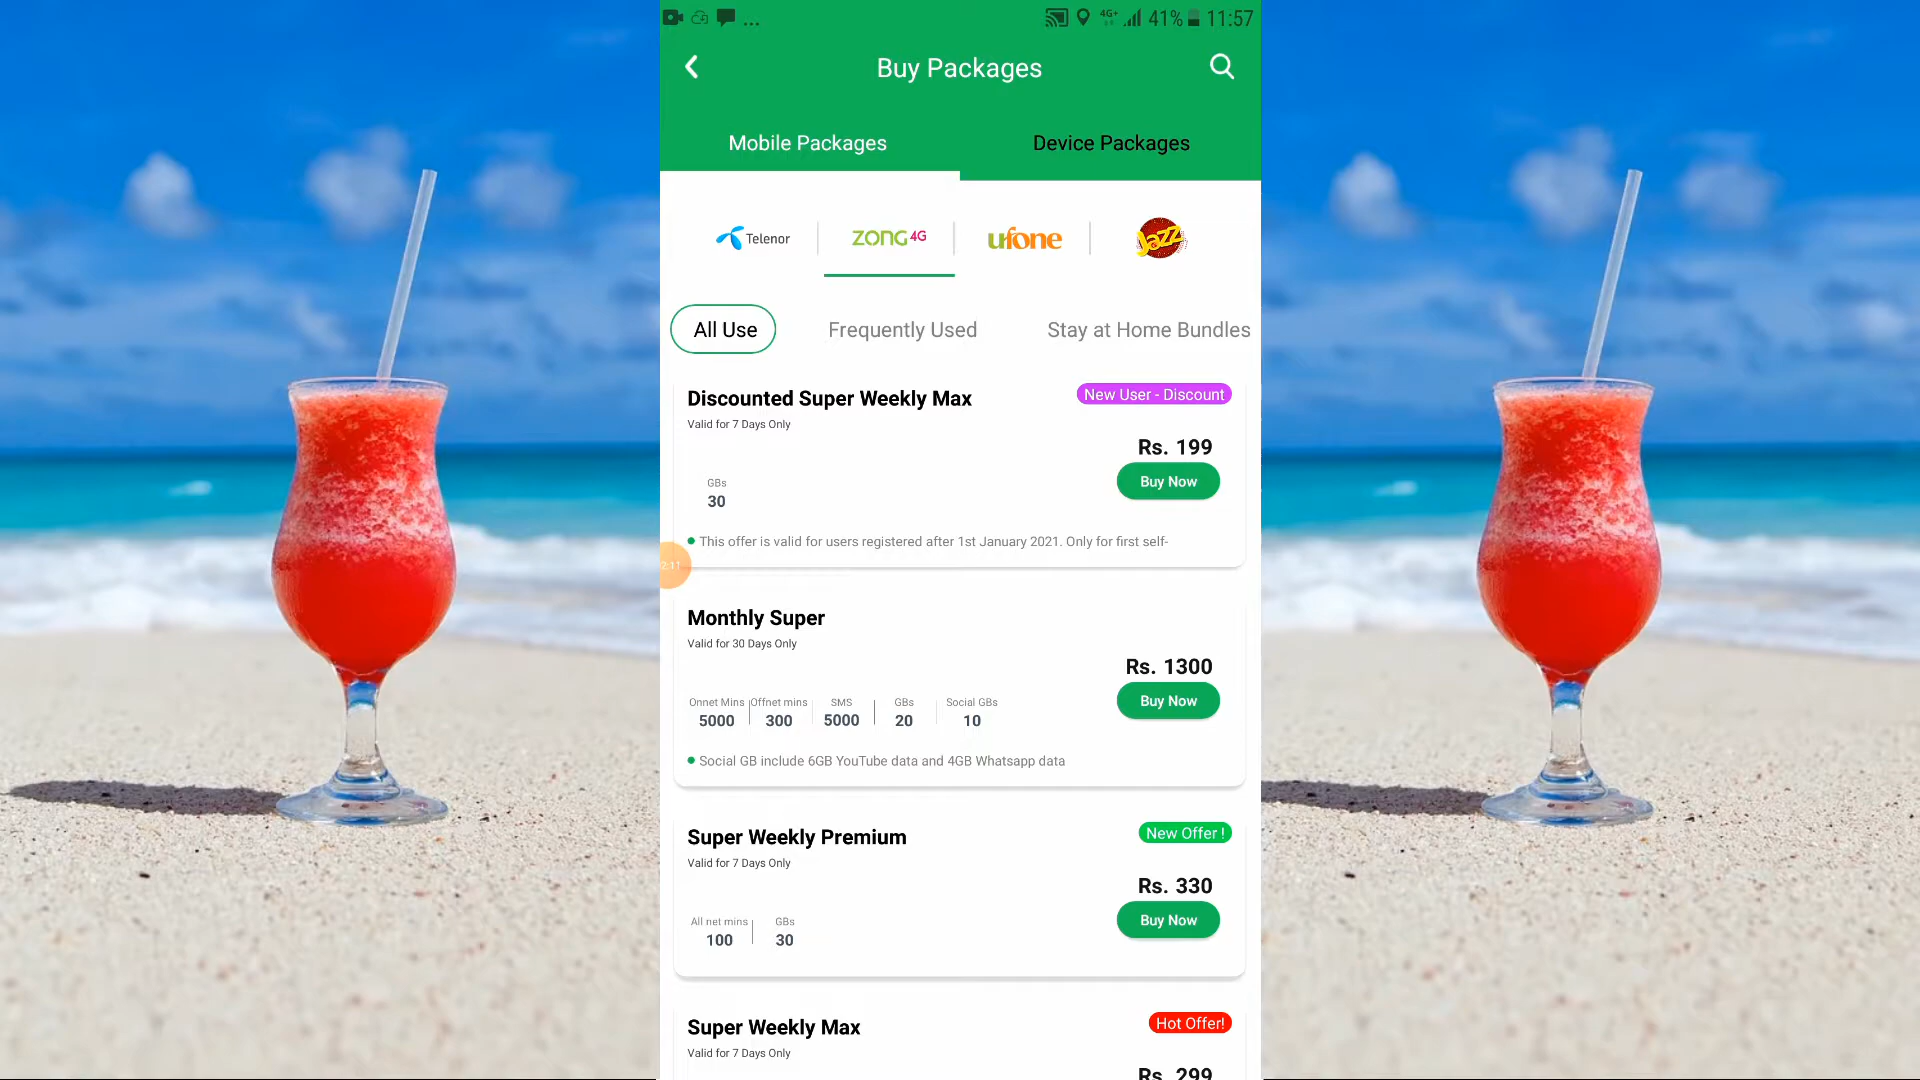 ... 4G+ 41% 11:57
Buy Packages
Mobile Packages Device Packages
Telenor ZONG 4G ufone Jazz
All Use Frequently Used Stay at Home Bundles
Discounted Super Weekly Max New User - Discount
Valid for 7 Days Only
Rs. 199
Buy Now
GBs
30
This offer is valid for users registered after 1st January 2021. Only for first self-
2:11
Monthly Super
Valid for 30 Days Only
Rs. 1300
Buy Now
Onnet Mins Offnet mins SMS GBs Social GBs
5000 300 5000 20 10
Social GB include 6GB YouTube data and 4GB Whatsapp data
Super Weekly Premium New Offer !
Valid for 7 Days Only
Rs. 330
Buy Now
All net mins GBs
100 30
Super Weekly Max Hot Offer!
Valid for 7 Days Only
Rs. 299